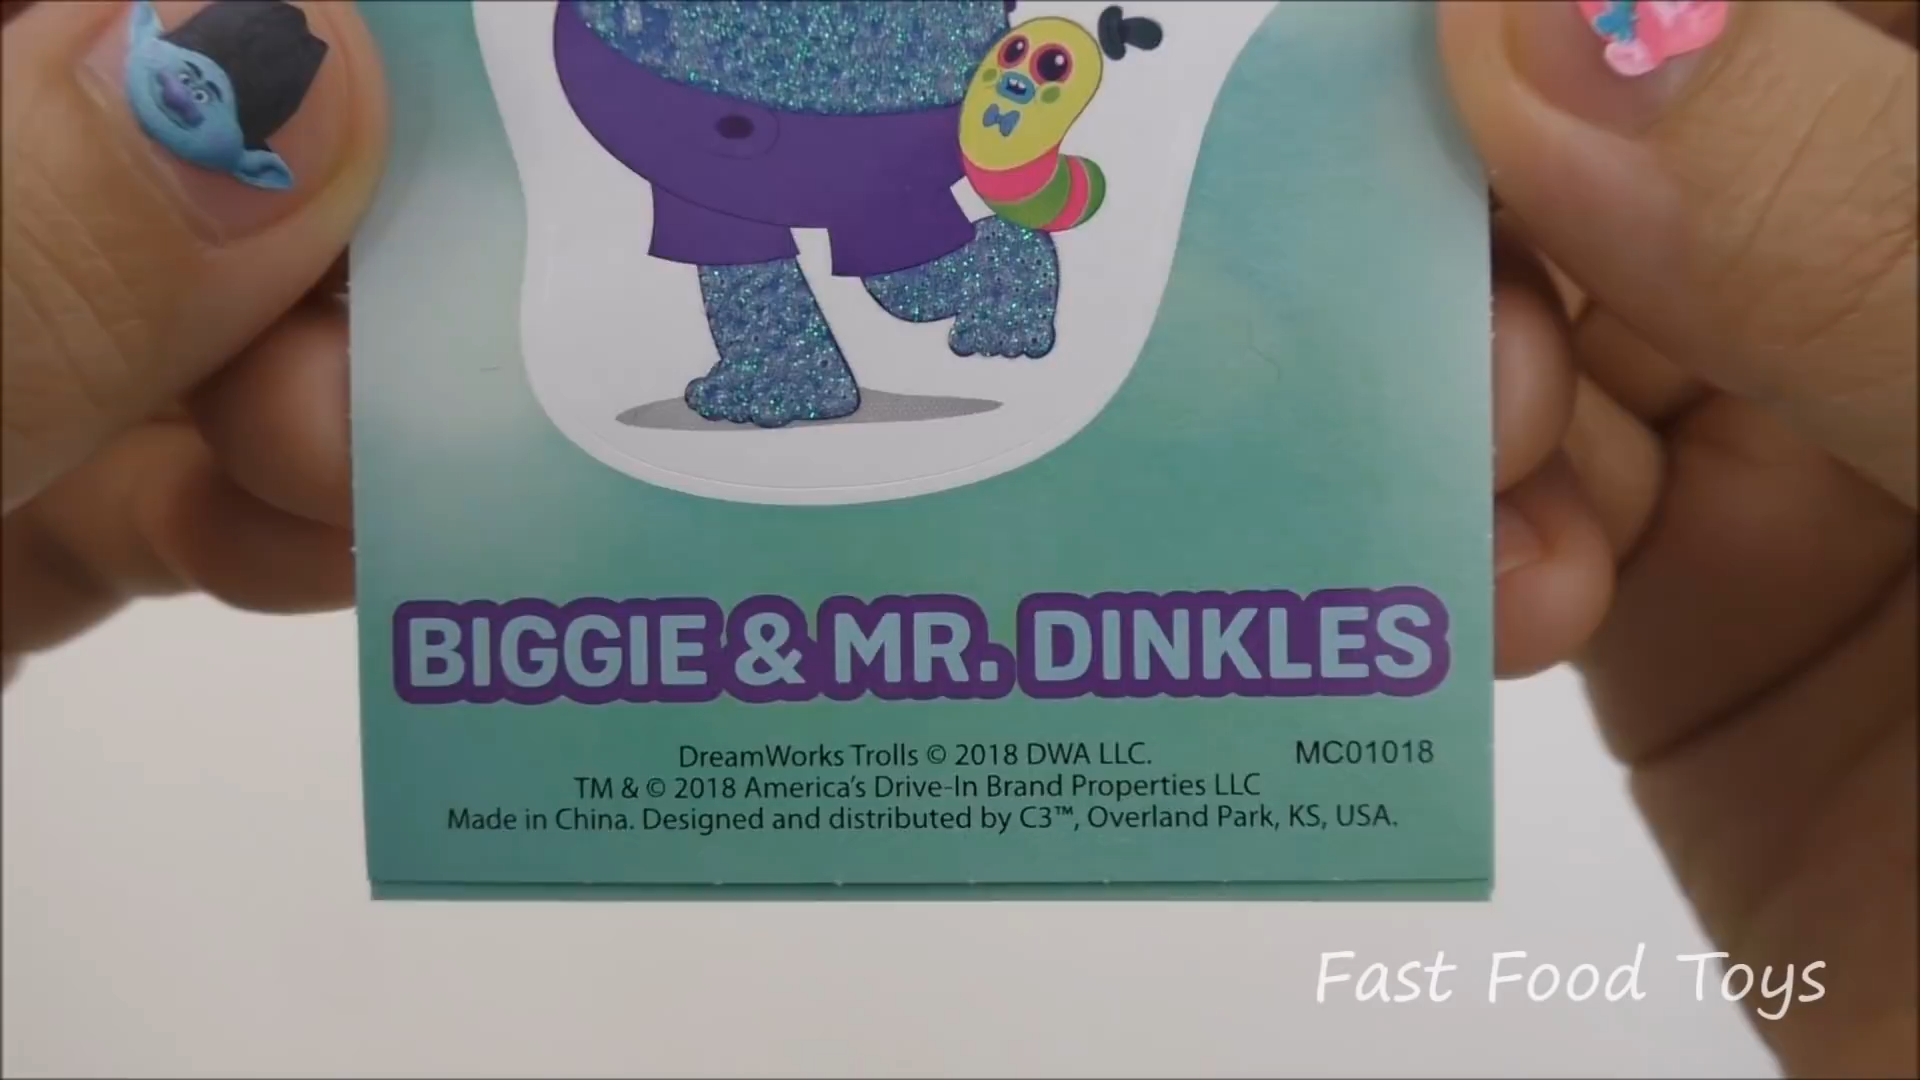 BIGGIE & MR. DINKLES
DreamWorks Trolls © 2018 DWA LLC. MC01018
TM & © 2018 America's Drive-In Brand Properties LLC
Made in China. Designed and distributed by C3™, Overland Park, KS, USA.
Fast Food Toys